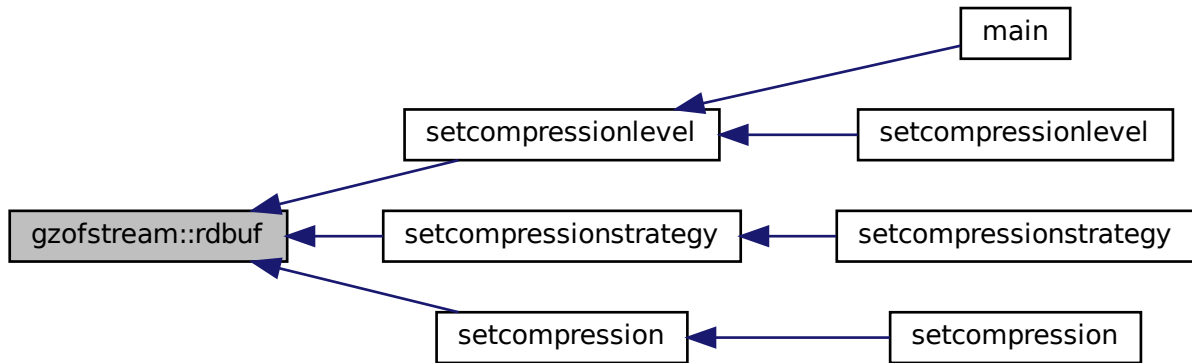 main
setcompressionlevel
setcompressionlevel
gzofstream::rdbuf
setcompressionstrategy
setcompressionstrategy
setcompression
setcompression